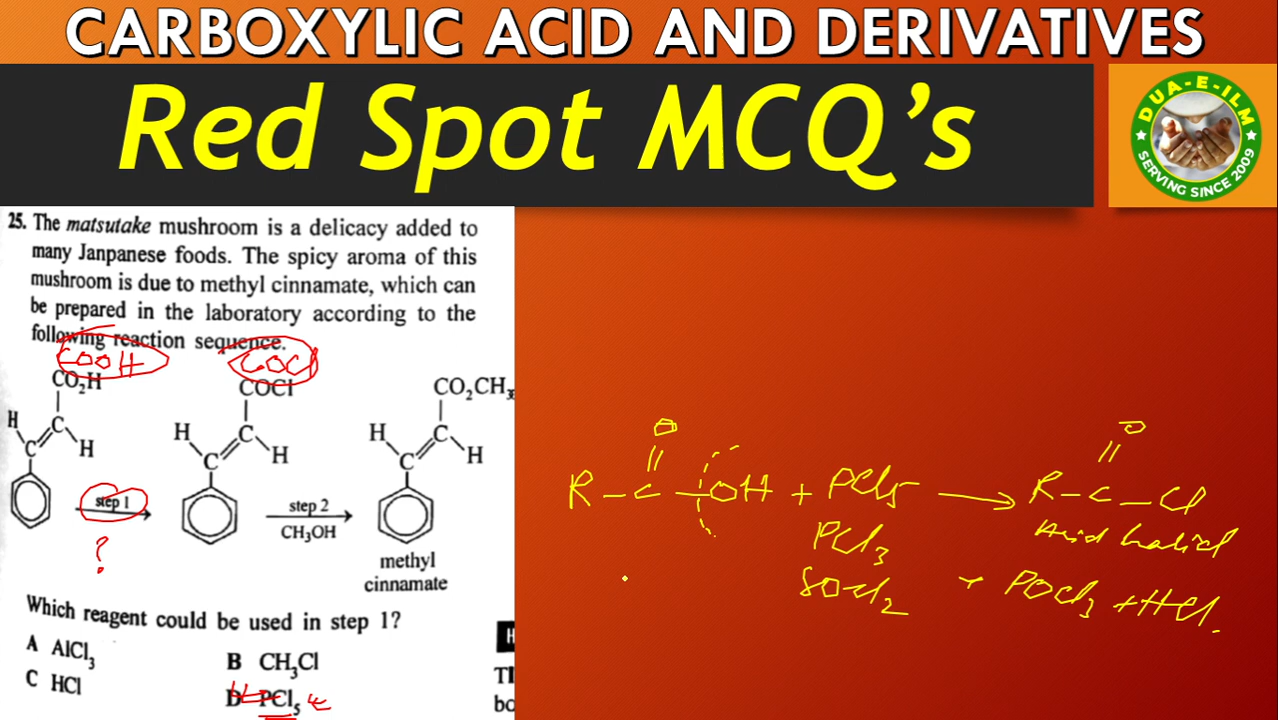 CARBOXYLIC ACID AND DERIVATIVES
Red Spot MCQ's
DUA-E-ILM
SERVING SINCE 2009
25. The matsutake mushroom is a delicacy added to
many Janpanese foods. The spicy aroma of this
mushroom is due to methyl cinnamate, which can
be prepared in the laboratory according to the
following reaction sequence.
COOH COCl
CO₂H COCl CO₂CH₃
H C C H
H C C H
H C C H
step 1
?
step 2
CH₃OH
methyl
cinnamate
Which reagent could be used in step 1?
A AlCl₃ B CH₃Cl
C HCl D PCl₅
H
TI
bo
O O
R-C-OH + PCl₅ → R-C-Cl
PCl₃ Acid
SOCl₂ + POCl₃ + HCl.